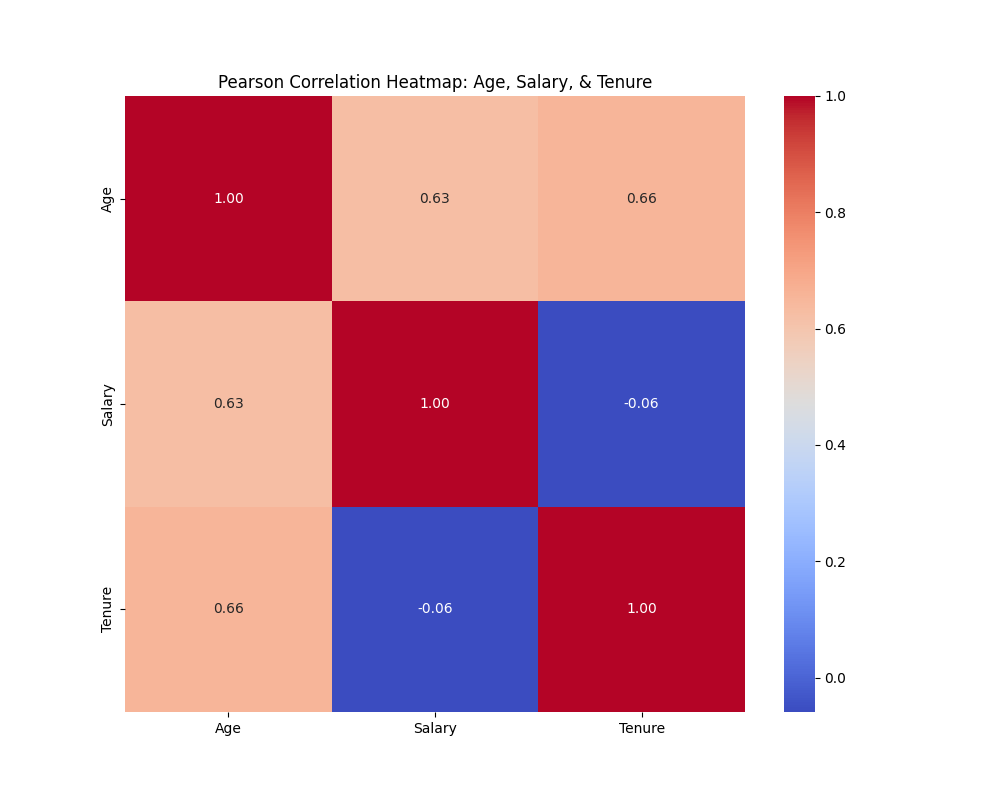 Pearson Correlation Heatmap: Age, Salary, & Tenure
Age
1.00
0.63
0.66
Salary
0.63
1.00
-0.06
Tenure
0.66
-0.06
1.00
Age
Salary
Tenure
1.0
0.8
0.6
0.4
0.2
0.0